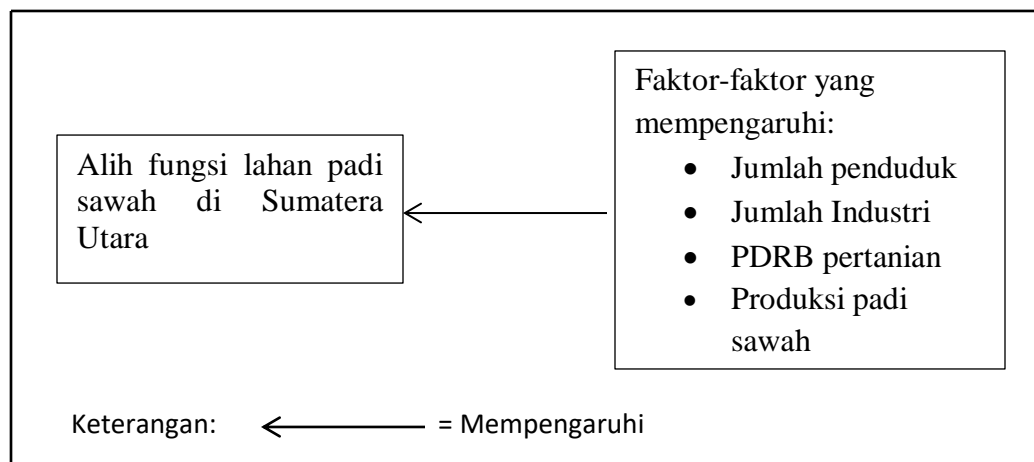 Alih fungsi lahan padi
sawah di Sumatera
Utara
Faktor-faktor yang
mempengaruhi:
• Jumlah penduduk
• Jumlah Industri
• PDRB pertanian
• Produksi padi
sawah
Keterangan: = Mempengaruhi